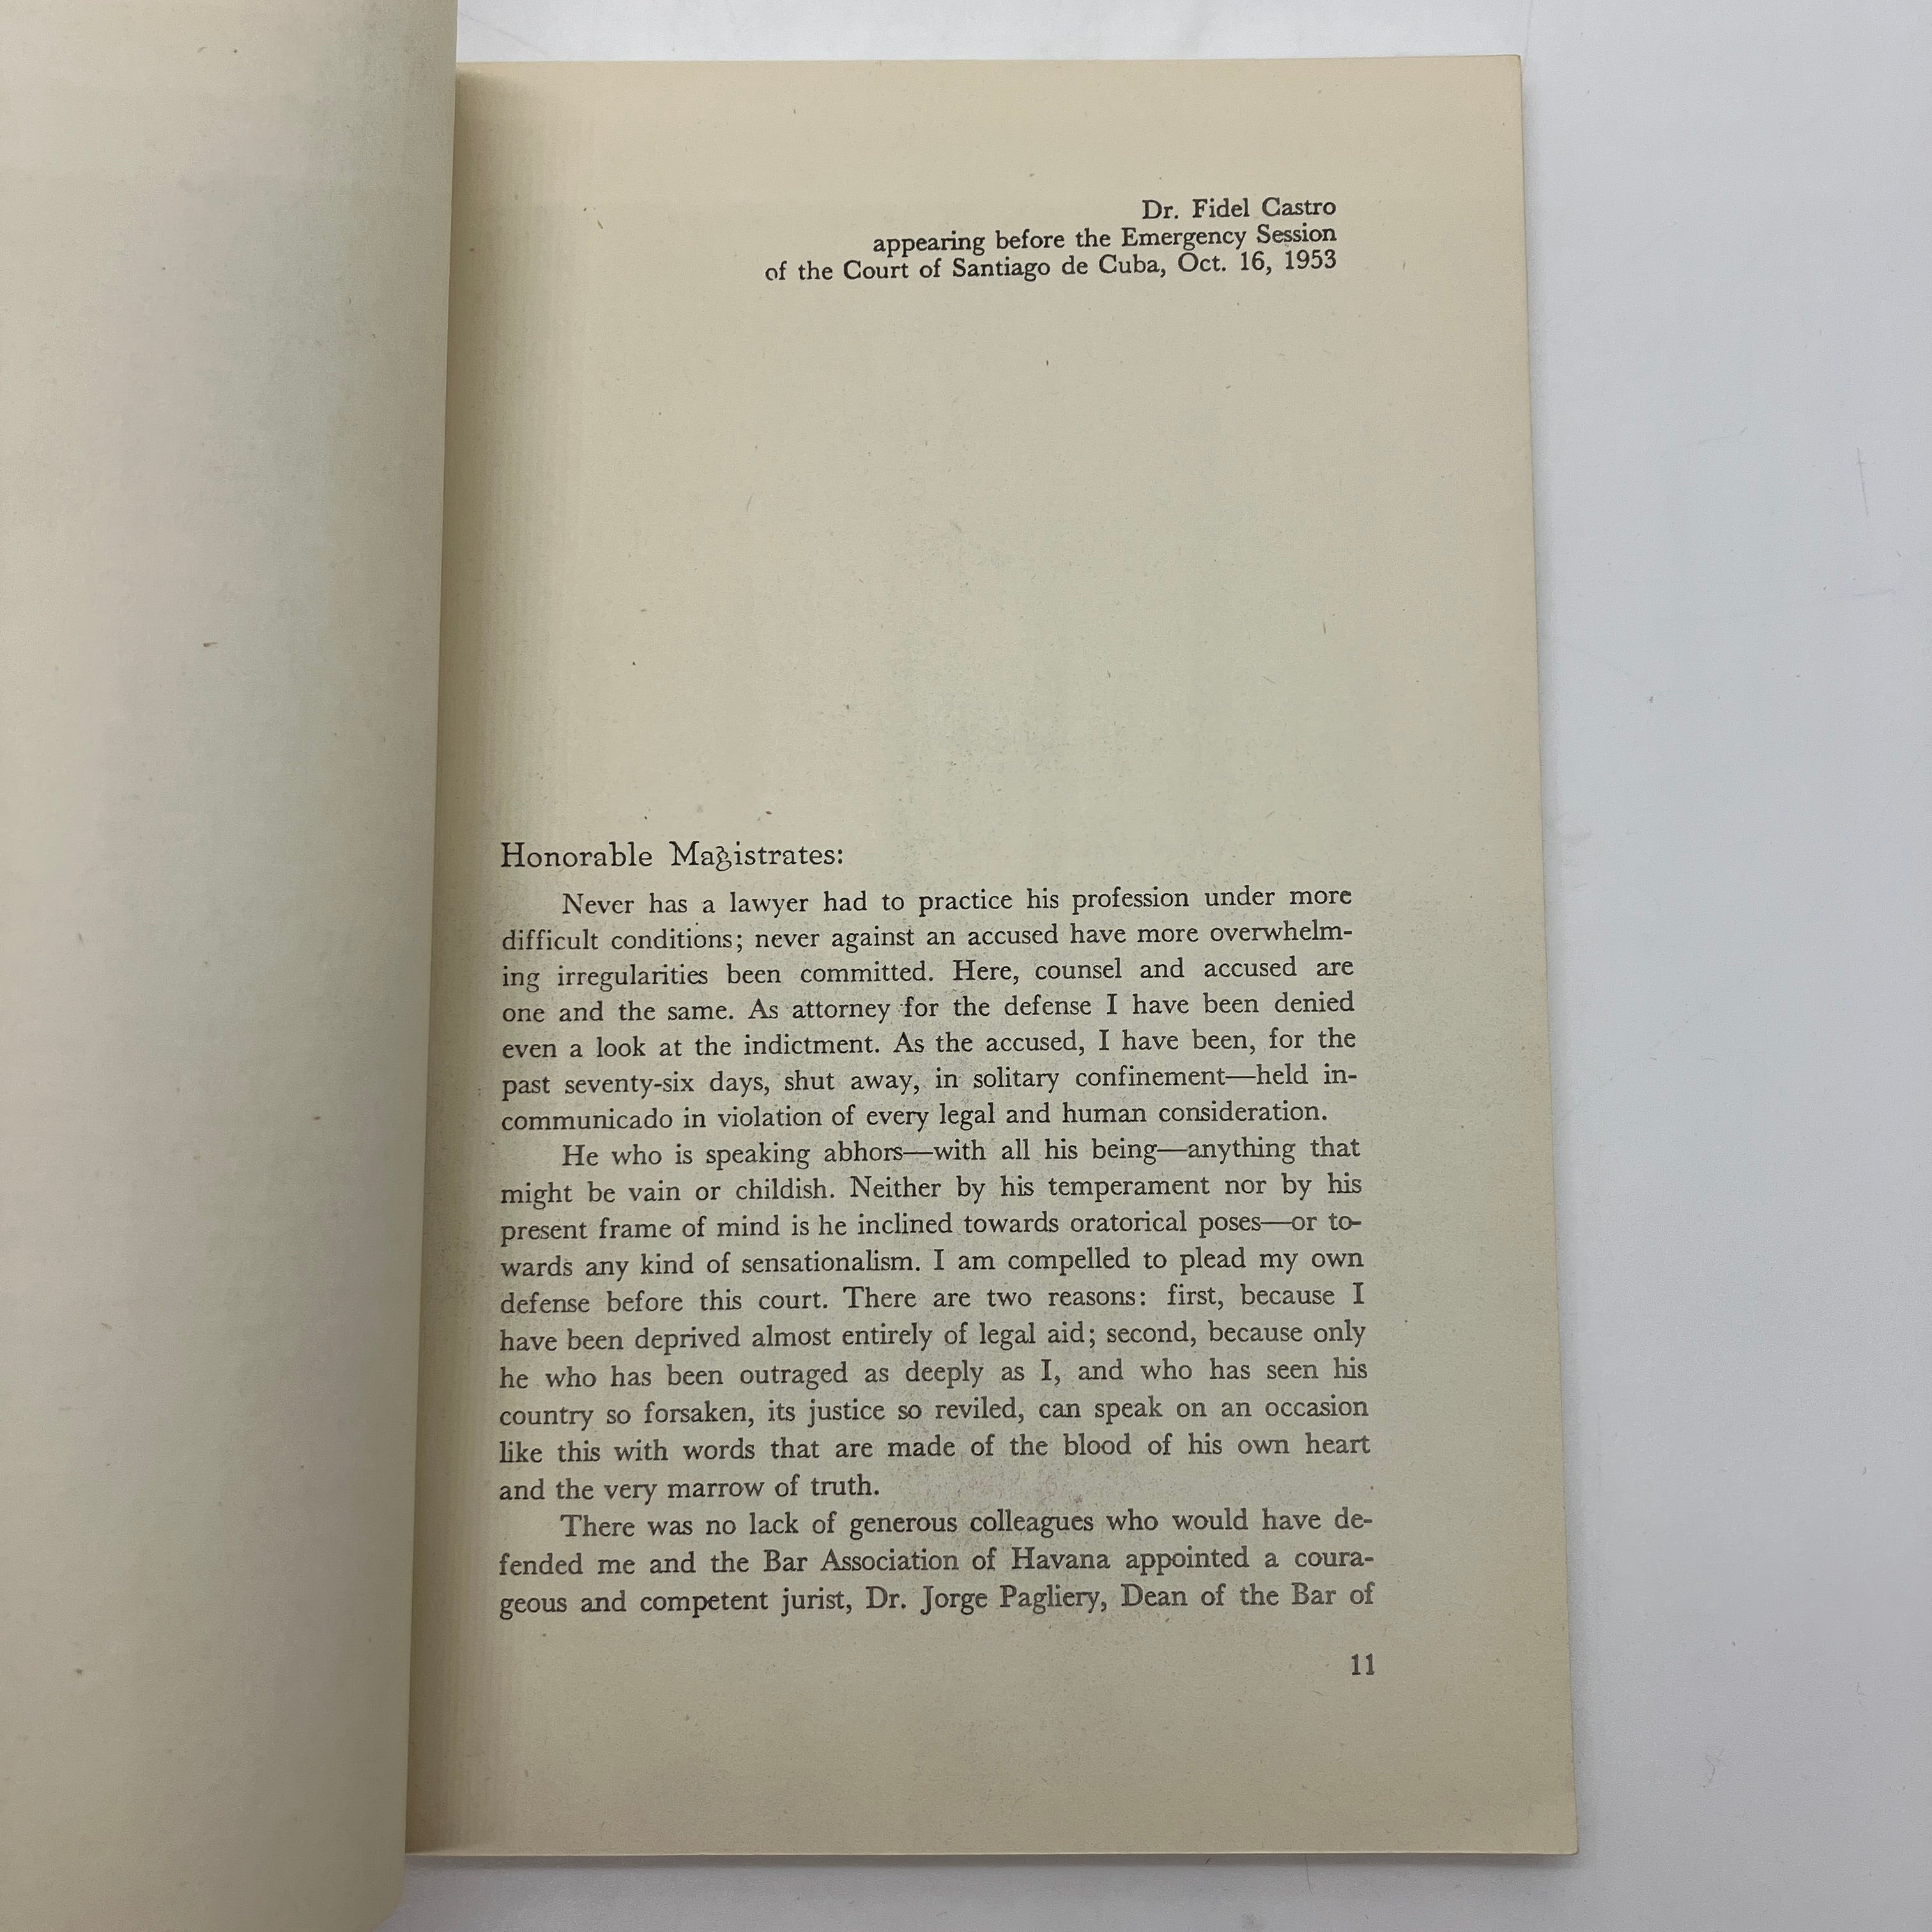 Dr. Fidel Castro
appearing before the Emergency Session
of the Court of Santiago de Cuba, Oct. 16, 1953
Honorable Magistrates:
Never has a lawyer had to practice his profession under more
difficult conditions; never against an accused have more overwhelm-
ing irregularities been committed. Here, counsel and accused are
one and the same. As attorney for the defense I have been denied
even a look at the indictment. As the accused, I have been, for the
past seventy-six days, shut away, in solitary confinement—held in-
communicado in violation of every legal and human consideration.
He who is speaking abhors—with all his being—anything that
might be vain or childish. Neither by his temperament nor by his
present frame of mind is he inclined towards oratorical poses—or to-
wards any kind of sensationalism. I am compelled to plead my own
defense before this court. There are two reasons: first, because I
have been deprived almost entirely of legal aid; second, because only
he who has been outraged as deeply as I, and who has seen his
country so forsaken, its justice so reviled, can speak on an occasion
like this with words that are made of the blood of his own heart
and the very marrow of truth.
There was no lack of generous colleagues who would have de-
fended me and the Bar Association of Havana appointed a coura-
geous and competent jurist, Dr. Jorge Pagliery, Dean of the Bar of
11